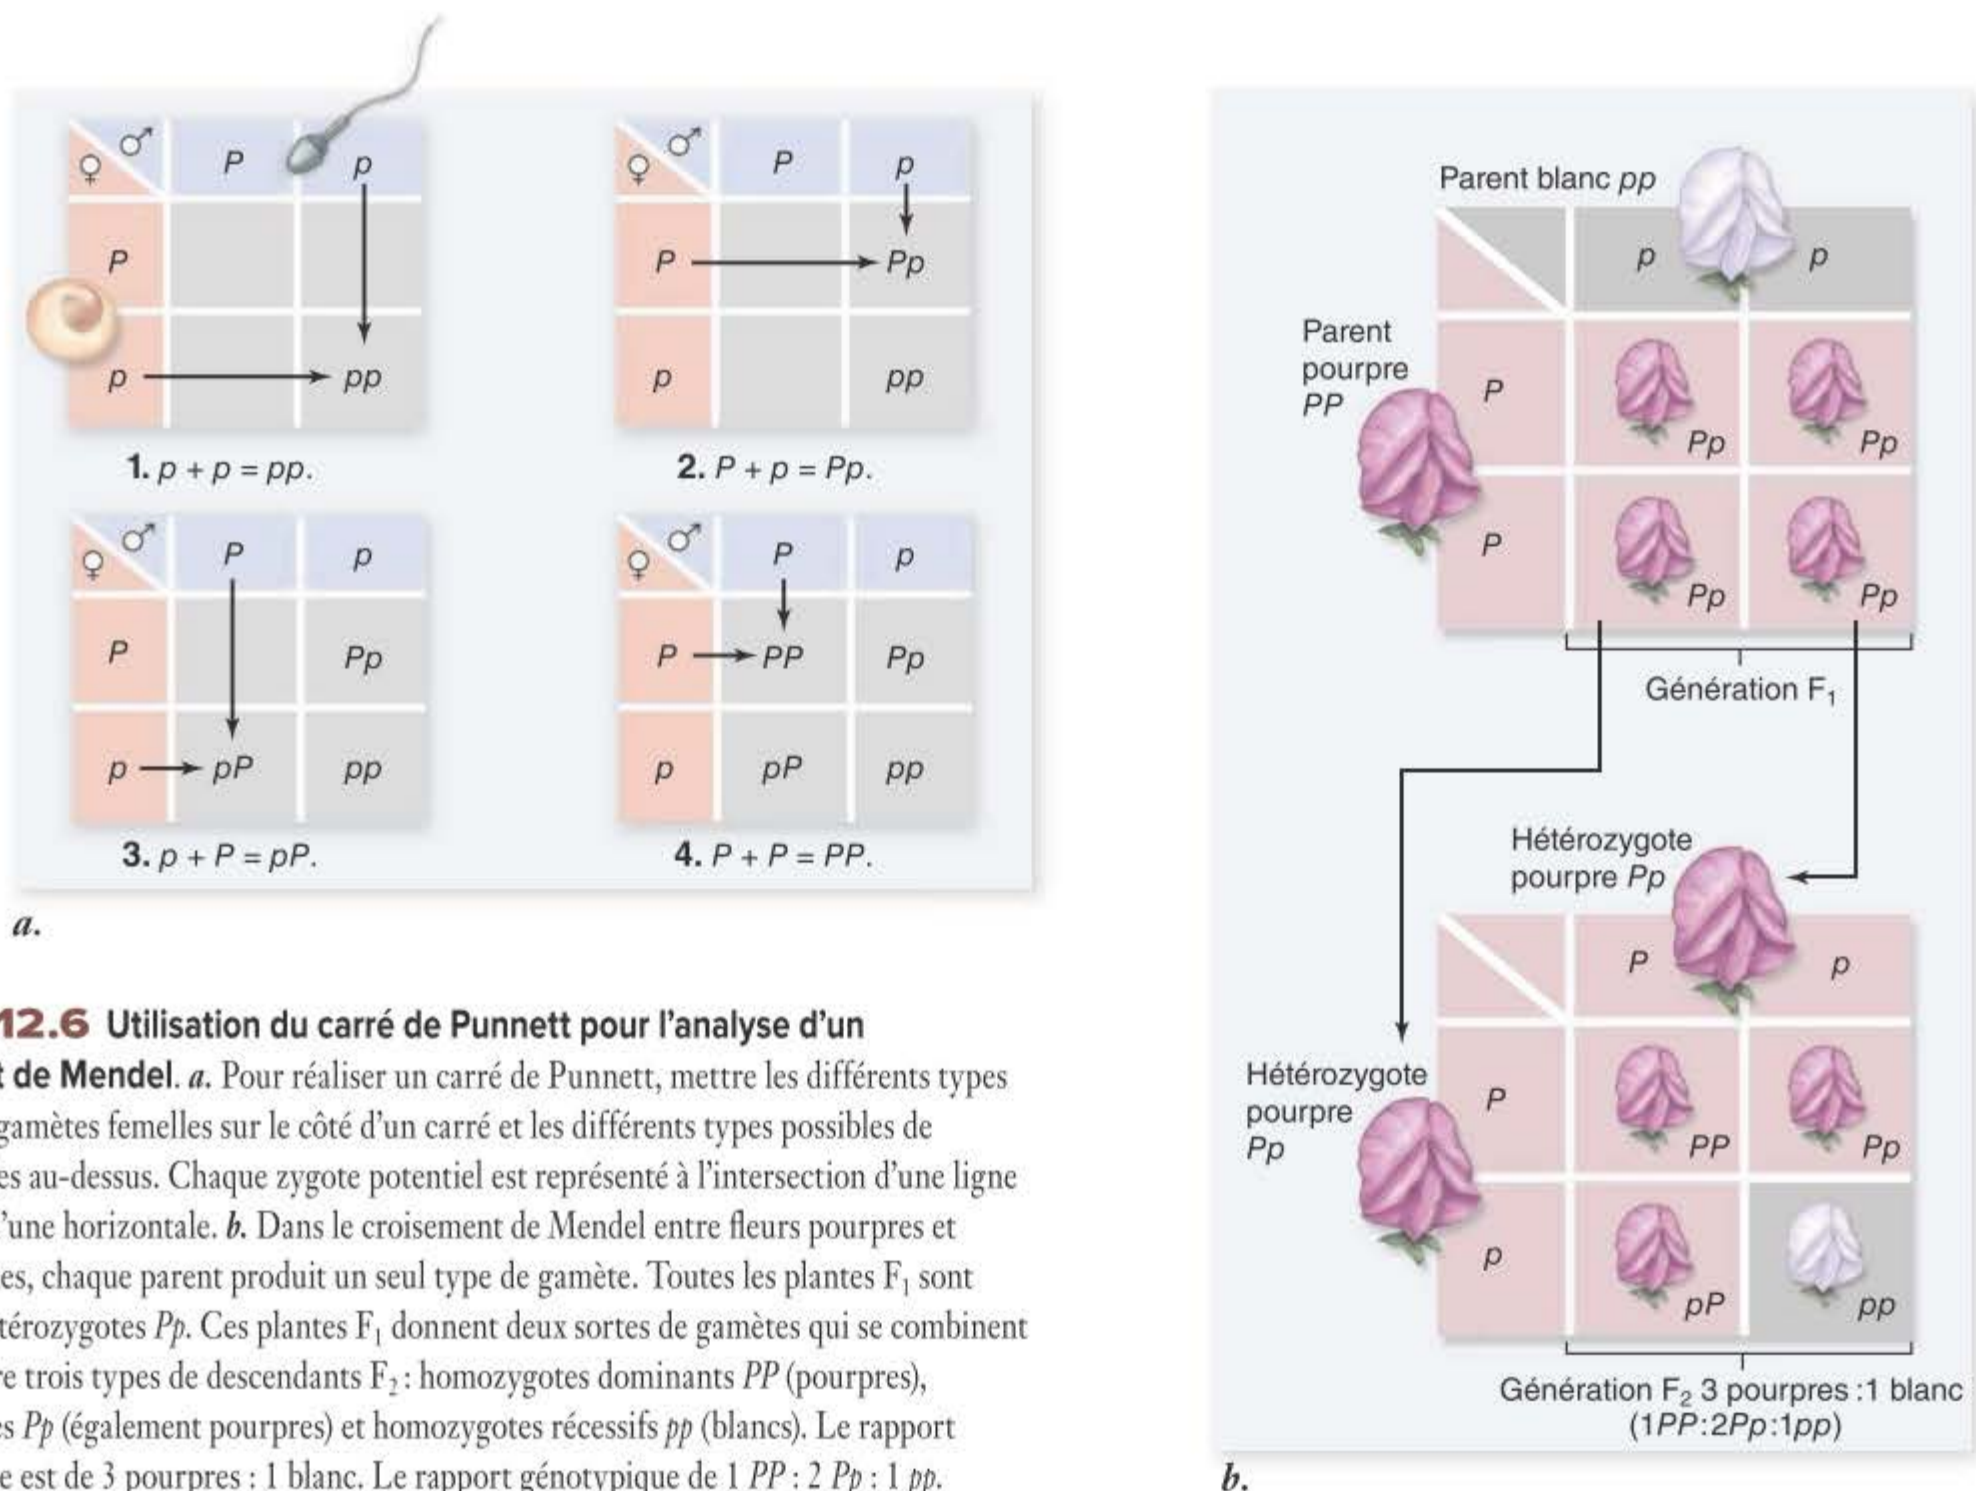 ♀ ♂ P p
P
p pp
1. p + p = pp.
♀ ♂ P p
P Pp
p pp
2. P + p = Pp.
♀ ♂ P p
P Pp
p pP pp
3. p + P = pP.
♀ ♂ P p
P PP Pp
p pP pp
4. P + P = PP.
a.
12.6 Utilisation du carré de Punnett pour l'analyse d'un
de Mendel. a. Pour réaliser un carré de Punnett, mettre les différents types
gamètes femelles sur le côté d'un carré et les différents types possibles de
au-dessus. Chaque zygote potentiel est représenté à l'intersection d'une ligne
'une horizontale. b. Dans le croisement de Mendel entre fleurs pourpres et
chaque parent produit un seul type de gamète. Toutes les plantes F₁ sont
térozygotes Pp. Ces plantes F₁ donnent deux sortes de gamètes qui se combinent
trois types de descendants F₂ : homozygotes dominants PP (pourpres),
Pp (également pourpres) et homozygotes récessifs pp (blancs). Le rapport
est de 3 pourpres : 1 blanc. Le rapport génotypique de 1 PP : 2 Pp : 1 pp.
Parent blanc pp
p p
Parent
pourpre
PP
P
Pp Pp
P
Pp Pp
Génération F₁
Hétérozygote
pourpre Pp
P p
Hétérozygote
pourpre
Pp
P
PP Pp
p
pP pp
Génération F₂ 3 pourpres :1 blanc
(1PP:2Pp:1pp)
b.